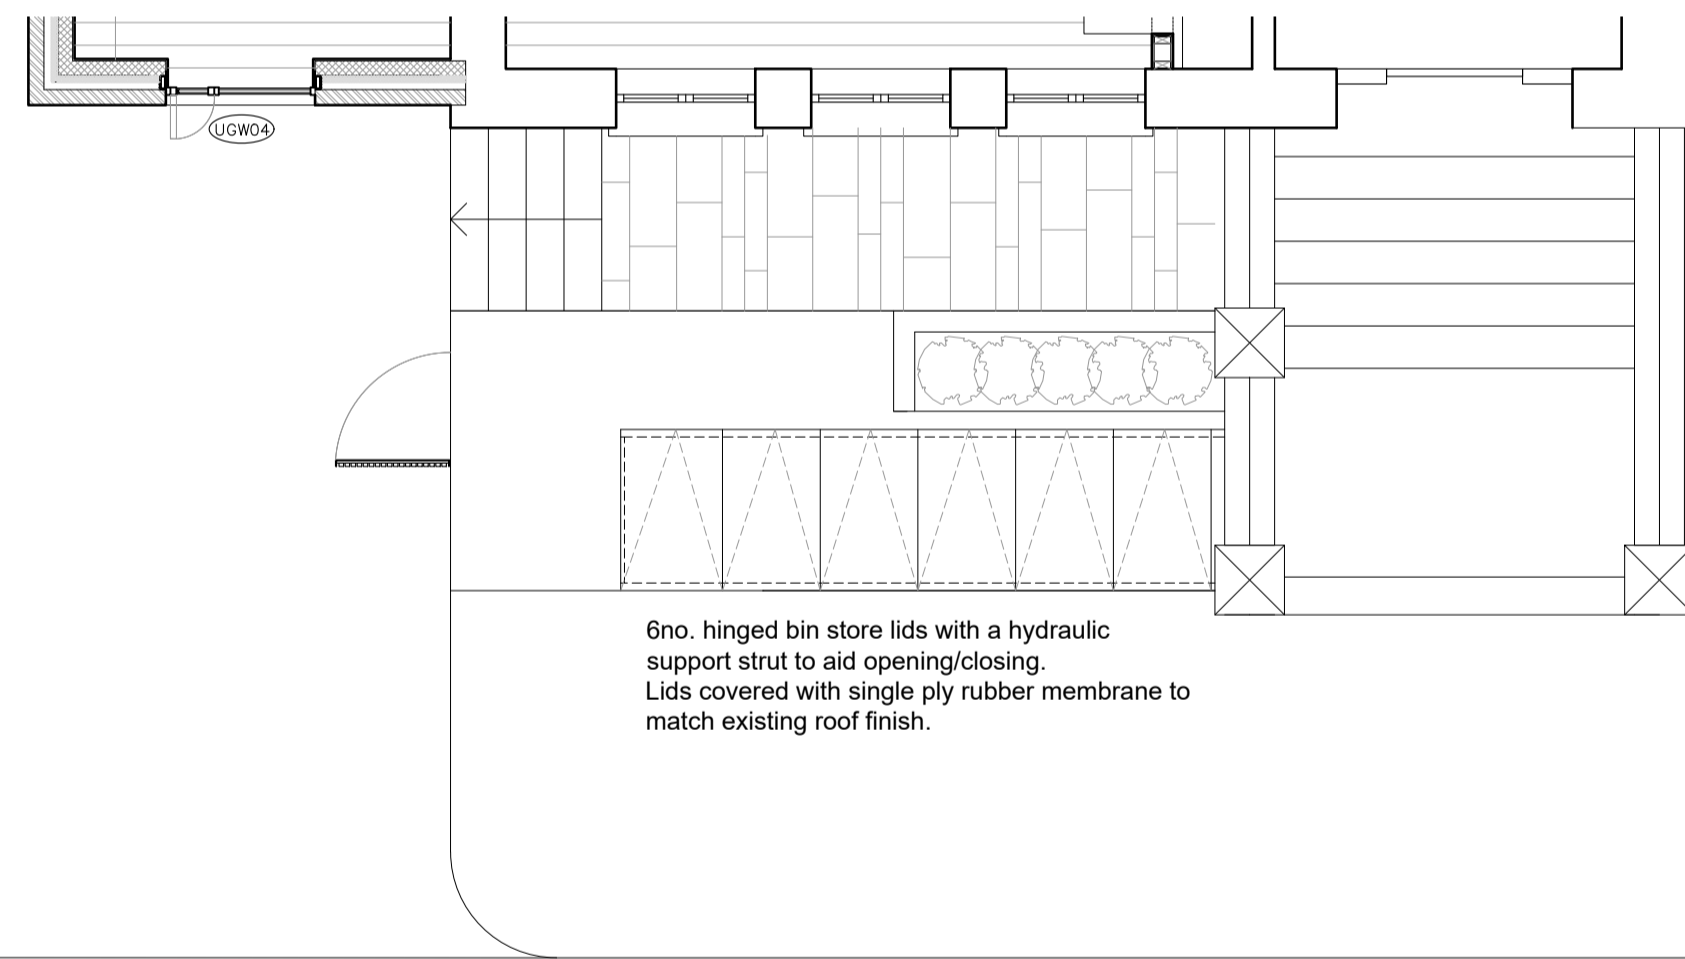 UGW04
6no. hinged bin store lids with a hydraulic
support strut to aid opening/closing.
Lids covered with single ply rubber membrane to
match existing roof finish.